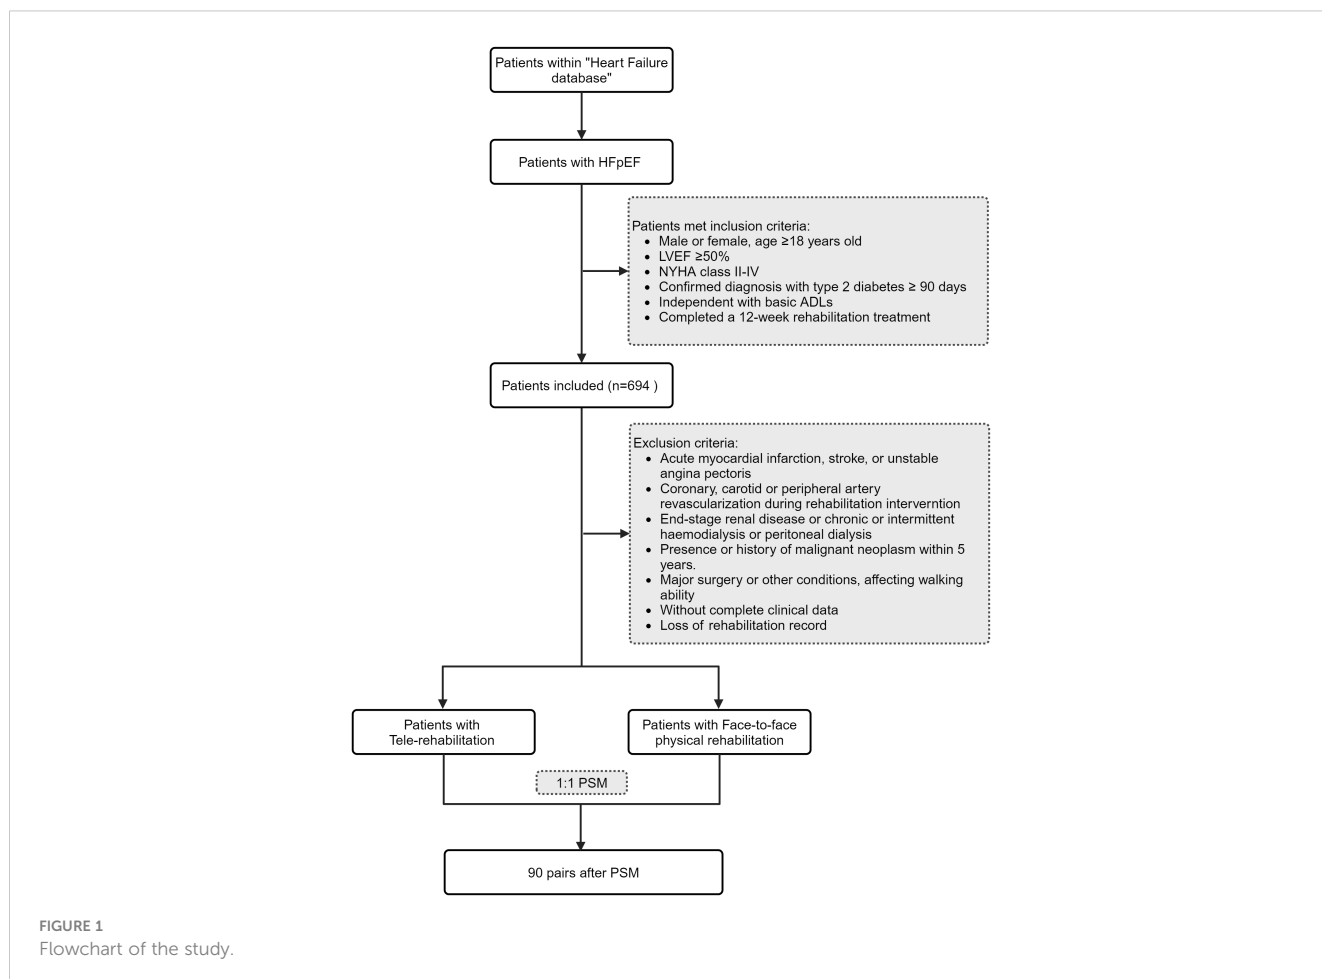 Patients within "Heart Failure
database"
Patients with HFpEF
Patients met inclusion criteria:
• Male or female, age ≥18 years old
• LVEF ≥50%
• NYHA class II-IV
• Confirmed diagnosis with type 2 diabetes ≥ 90 days
• Independent with basic ADLs
• Completed a 12-week rehabilitation treatment
Patients included (n=694 )
Exclusion criteria:
• Acute myocardial infarction, stroke, or unstable
angina pectoris
• Coronary, carotid or peripheral artery
revascularization during rehabilitation interverntion
• End-stage renal disease or chronic or intermittent
haemodialysis or peritoneal dialysis
• Presence or history of malignant neoplasm within 5
years.
• Major surgery or other conditions, affecting walking
ability
• Without complete clinical data
• Loss of rehabilitation record
Patients with
Tele-rehabilitation
Patients with Face-to-face
physical rehabilitation
1:1 PSM
90 pairs after PSM
FIGURE 1
Flowchart of the study.